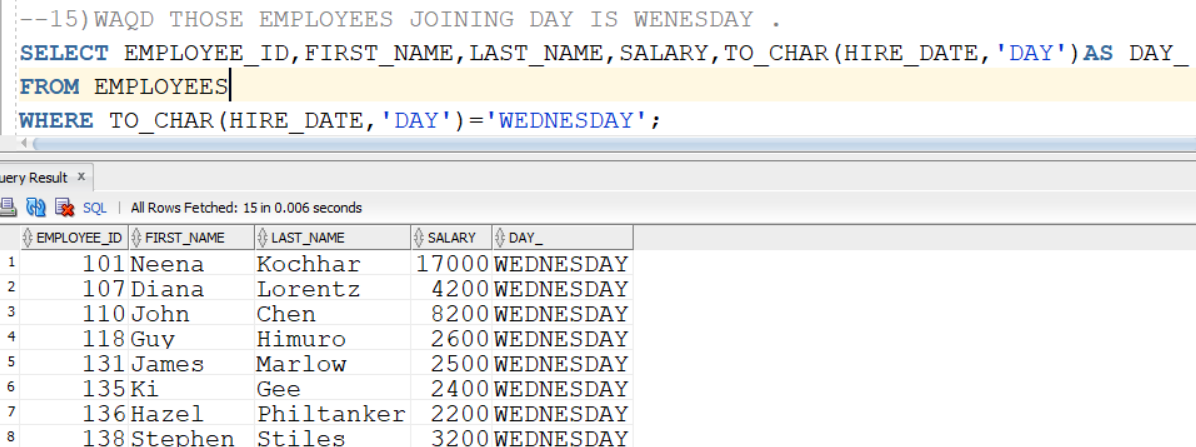 --15)WAQD THOSE EMPLOYEES JOINING DAY IS WENESDAY .
SELECT EMPLOYEE_ID,FIRST_NAME,LAST_NAME,SALARY,TO_CHAR(HIRE_DATE,'DAY')AS DAY_
FROM EMPLOYEES
WHERE TO_CHAR(HIRE_DATE,'DAY')='WEDNESDAY';
uery Result x
SQL | All Rows Fetched: 15 in 0.006 seconds
EMPLOYEE_ID FIRST_NAME LAST_NAME SALARY DAY_
1 101 Neena Kochhar 17000 WEDNESDAY
2 107 Diana Lorentz 4200 WEDNESDAY
3 110 John Chen 8200 WEDNESDAY
4 118 Guy Himuro 2600 WEDNESDAY
5 131 James Marlow 2500 WEDNESDAY
6 135 Ki Gee 2400 WEDNESDAY
7 136 Hazel Philtanker 2200 WEDNESDAY
8 138 Stephen Stiles 3200 WEDNESDAY